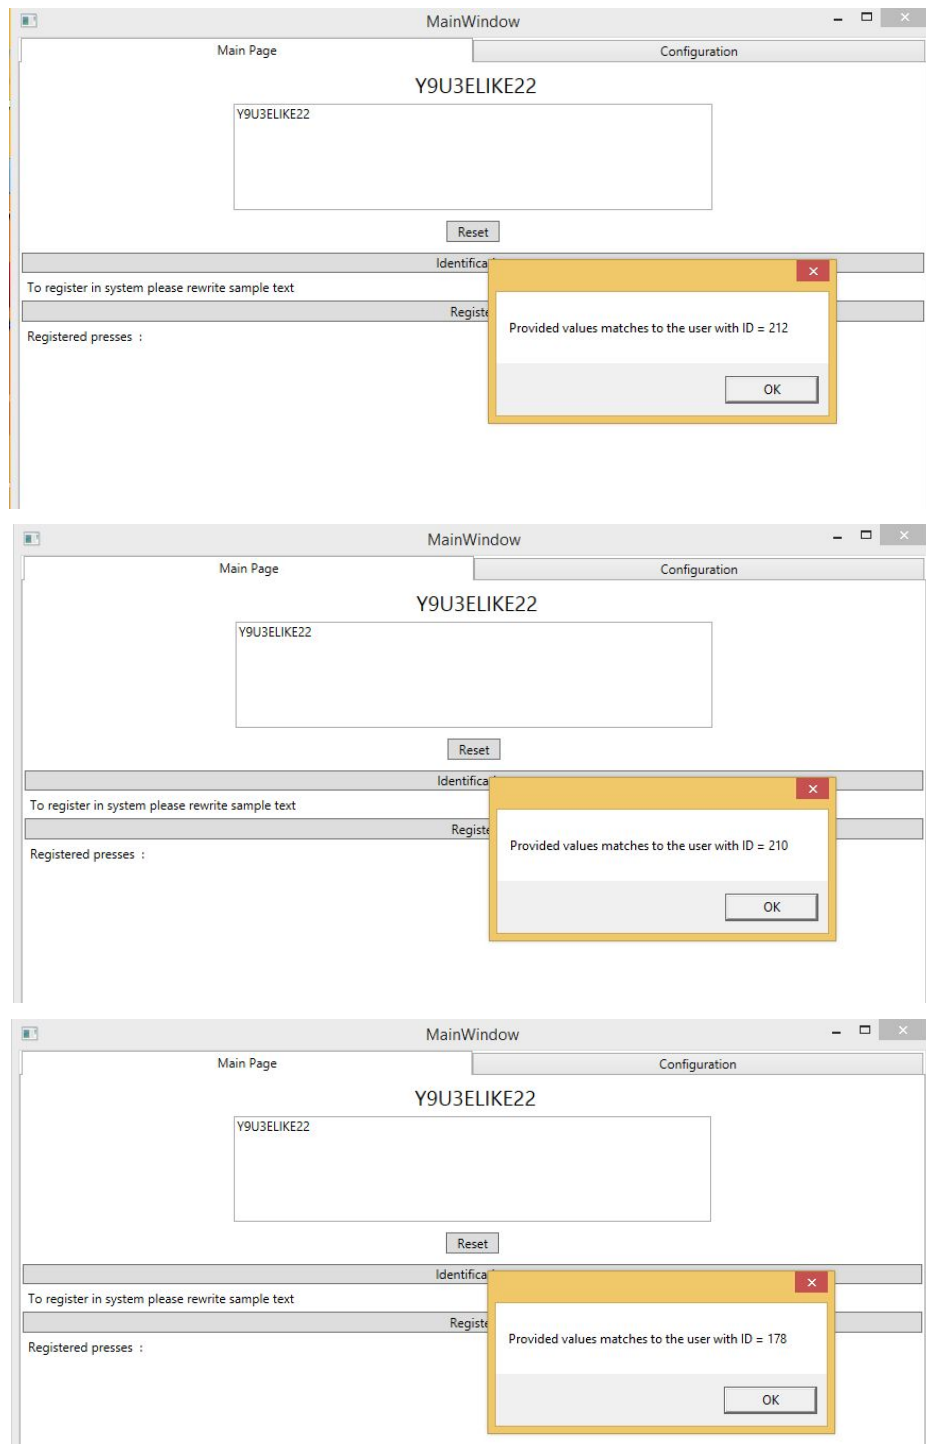 MainWindow
Main Page Configuration
Y9U3ELIKE22
Y9U3ELIKE22
Reset
Identifica
To register in system please rewrite sample text
Registe
Registered presses :
Provided values matches to the user with ID = 212
OK
MainWindow
Main Page Configuration
Y9U3ELIKE22
Y9U3ELIKE22
Reset
Identifica
To register in system please rewrite sample text
Registe
Registered presses :
Provided values matches to the user with ID = 210
OK
MainWindow
Main Page Configuration
Y9U3ELIKE22
Y9U3ELIKE22
Reset
Identifica
To register in system please rewrite sample text
Registe
Registered presses :
Provided values matches to the user with ID = 178
OK